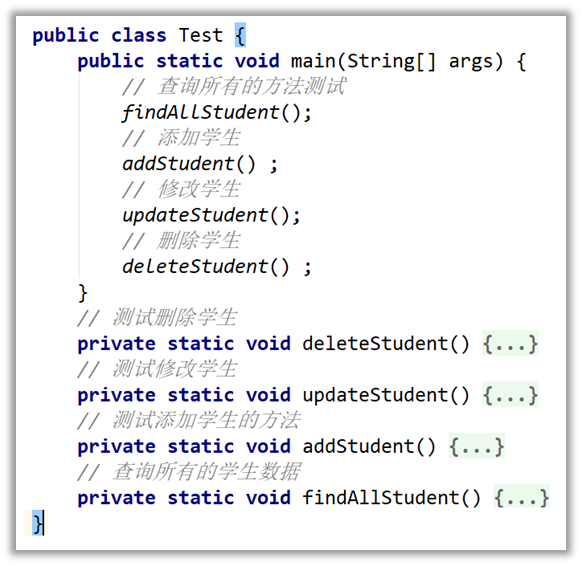 public class Test {
public static void main(String[] args) {
// 查询所有的方法测试
findAllStudent();
// 添加学生
addStudent() ;
// 修改学生
updateStudent();
// 删除学生
deleteStudent() ;
}
// 测试删除学生
private static void deleteStudent() {...}
// 测试修改学生
private static void updateStudent() {...}
// 测试添加学生的方法
private static void addStudent() {...}
// 查询所有的学生数据
private static void findAllStudent() {...}
}